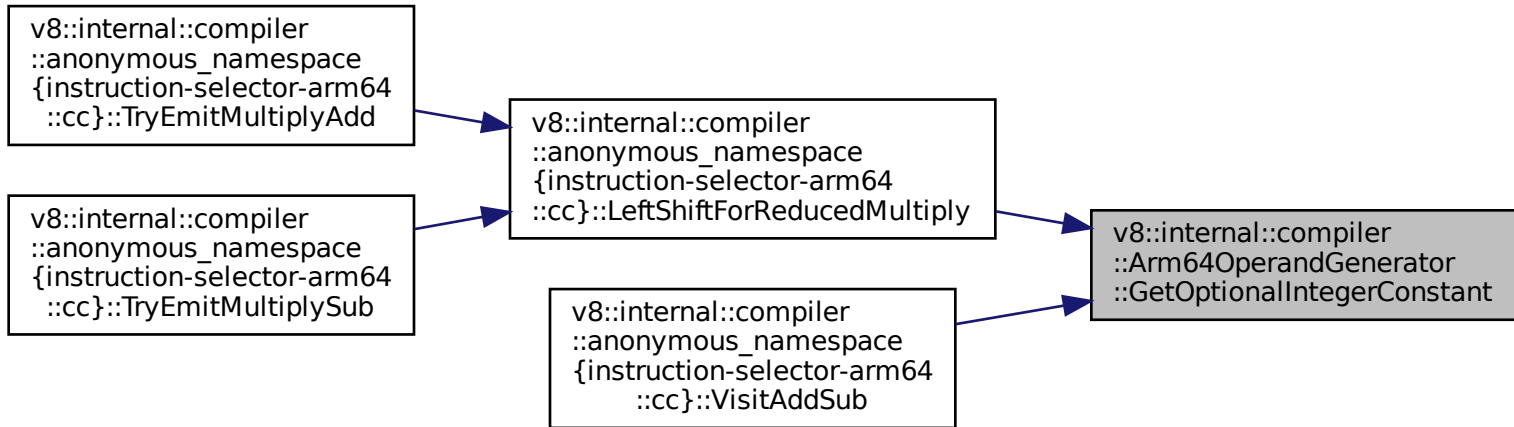 v8::internal::compiler
::anonymous_namespace
{instruction-selector-arm64
::cc}::TryEmitMultiplyAdd
v8::internal::compiler
::anonymous_namespace
{instruction-selector-arm64
::cc}::TryEmitMultiplySub
v8::internal::compiler
::anonymous_namespace
{instruction-selector-arm64
::cc}::LeftShiftForReducedMultiply
v8::internal::compiler
::anonymous_namespace
{instruction-selector-arm64
::cc}::VisitAddSub
v8::internal::compiler
::Arm64OperandGenerator
::GetOptionalIntegerConstant